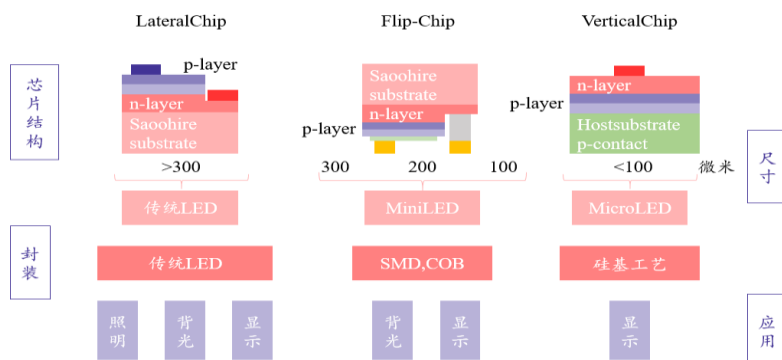 LateralChip
Flip-Chip
VerticalChip
芯片结构
p-layer
n-layer
Saoohire
substrate
Saoohire
substrate
n-layer
p-layer
n-layer
p-layer
Hostsubstrate
p-contact
尺寸
>300
300
200
100
<100
微米
传统LED
MiniLED
MicroLED
封装
传统LED
SMD,COB
硅基工艺
照明
背光
显示
背光
显示
显示
应用